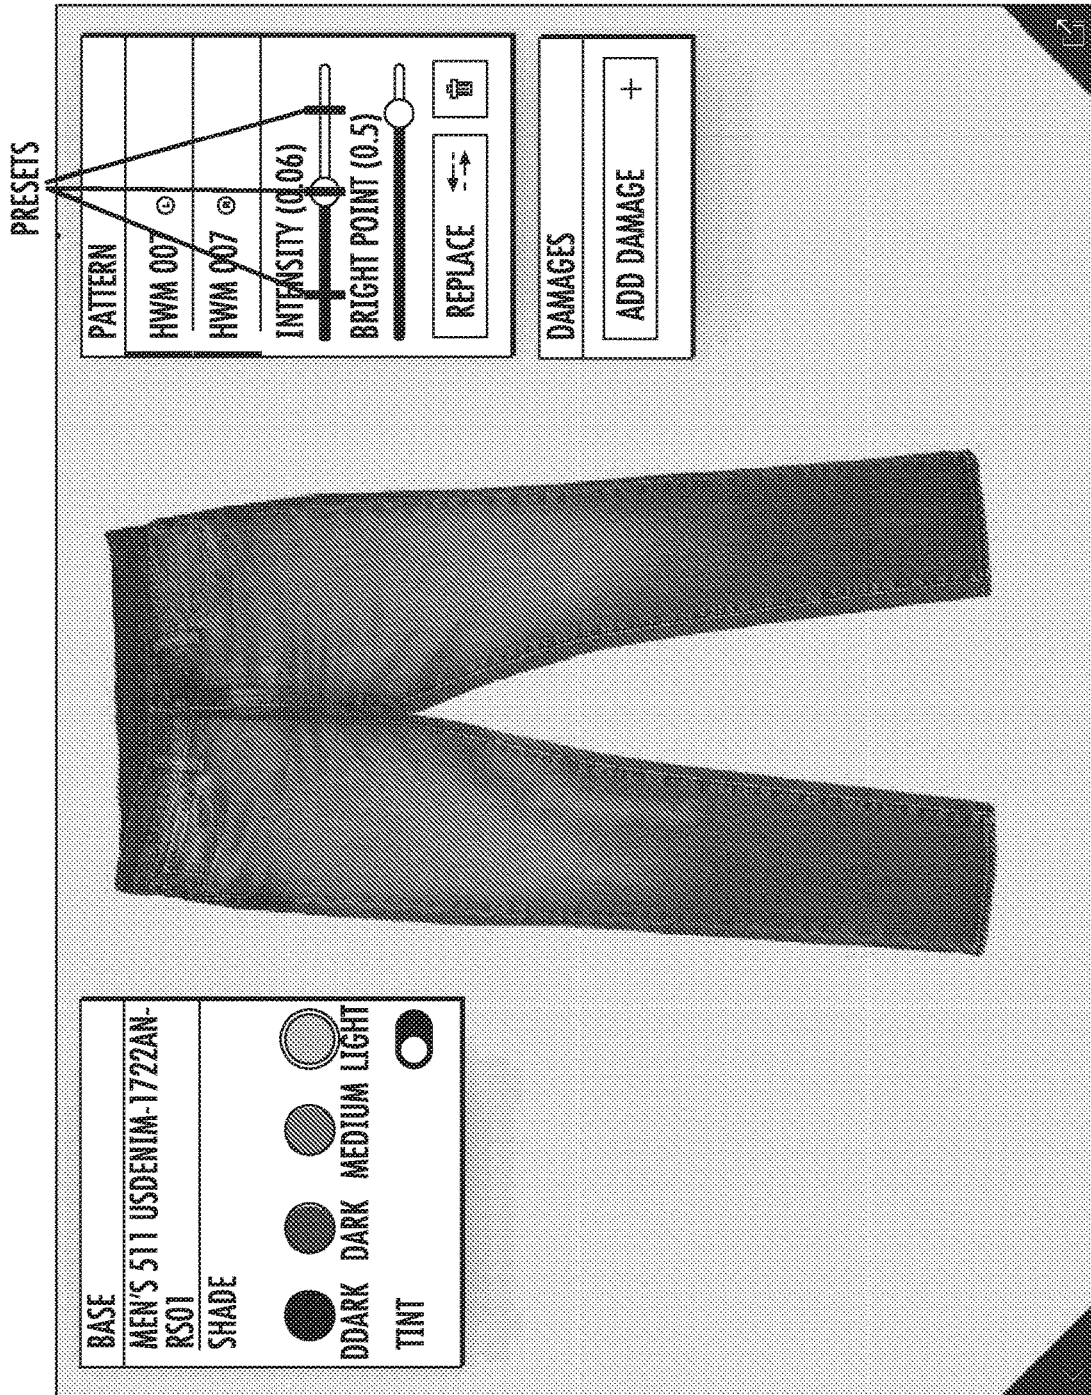 PRESETS
BASE
MEN'S 511 USDENIM-1722AN-
RS01
SHADE
DDARK DARK MEDIUM LIGHT
TINT
PATTERN
HWM 007 L
HWM 007 R
INTENSITY (0.06)
BRIGHT POINT (0.5)
REPLACE
DAMAGES
ADD DAMAGE +